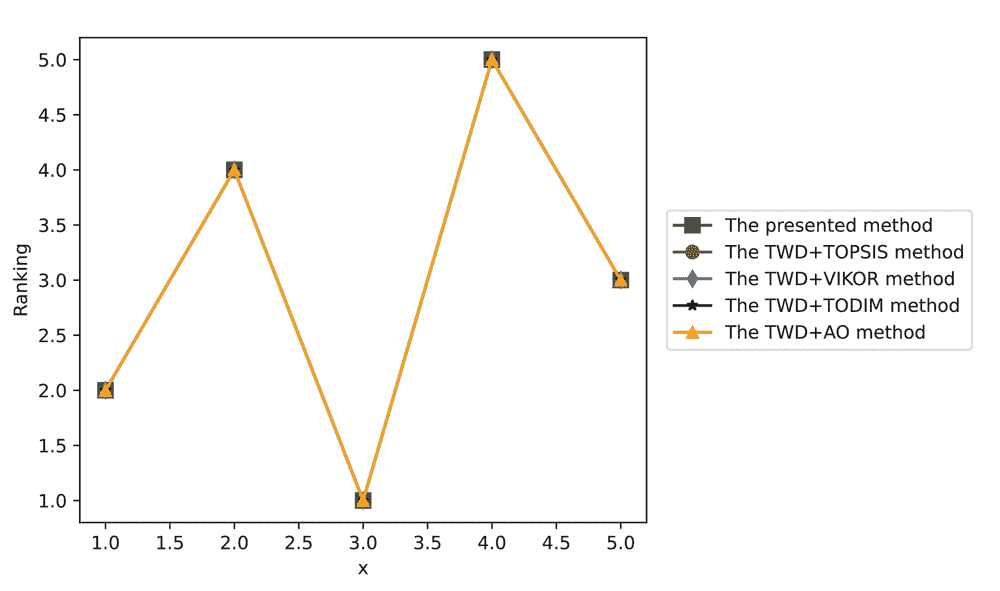 5.0
4.5
4.0
3.5
3.0
2.5
2.0
1.5
1.0
Ranking
1.0 1.5 2.0 2.5 3.0 3.5 4.0 4.5 5.0
x
The presented method
The TWD+TOPSIS method
The TWD+VIKOR method
The TWD+TODIM method
The TWD+AO method